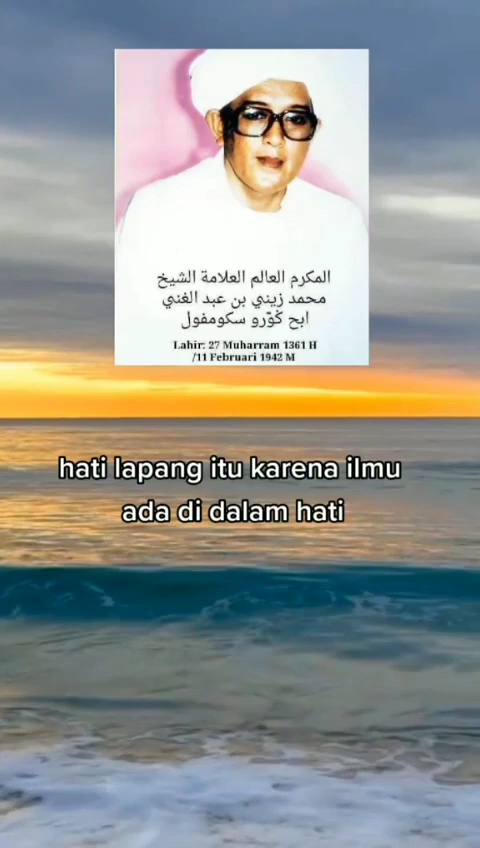 المكرم العالم العلامة الشيخ
محمد زيني بن عبد الغني
ابح كَوّرو سكومفول
Lahir: 27 Muharram 1361 H
/11 Februari 1942 M
hati lapang itu karena ilmu
ada di dalam hati